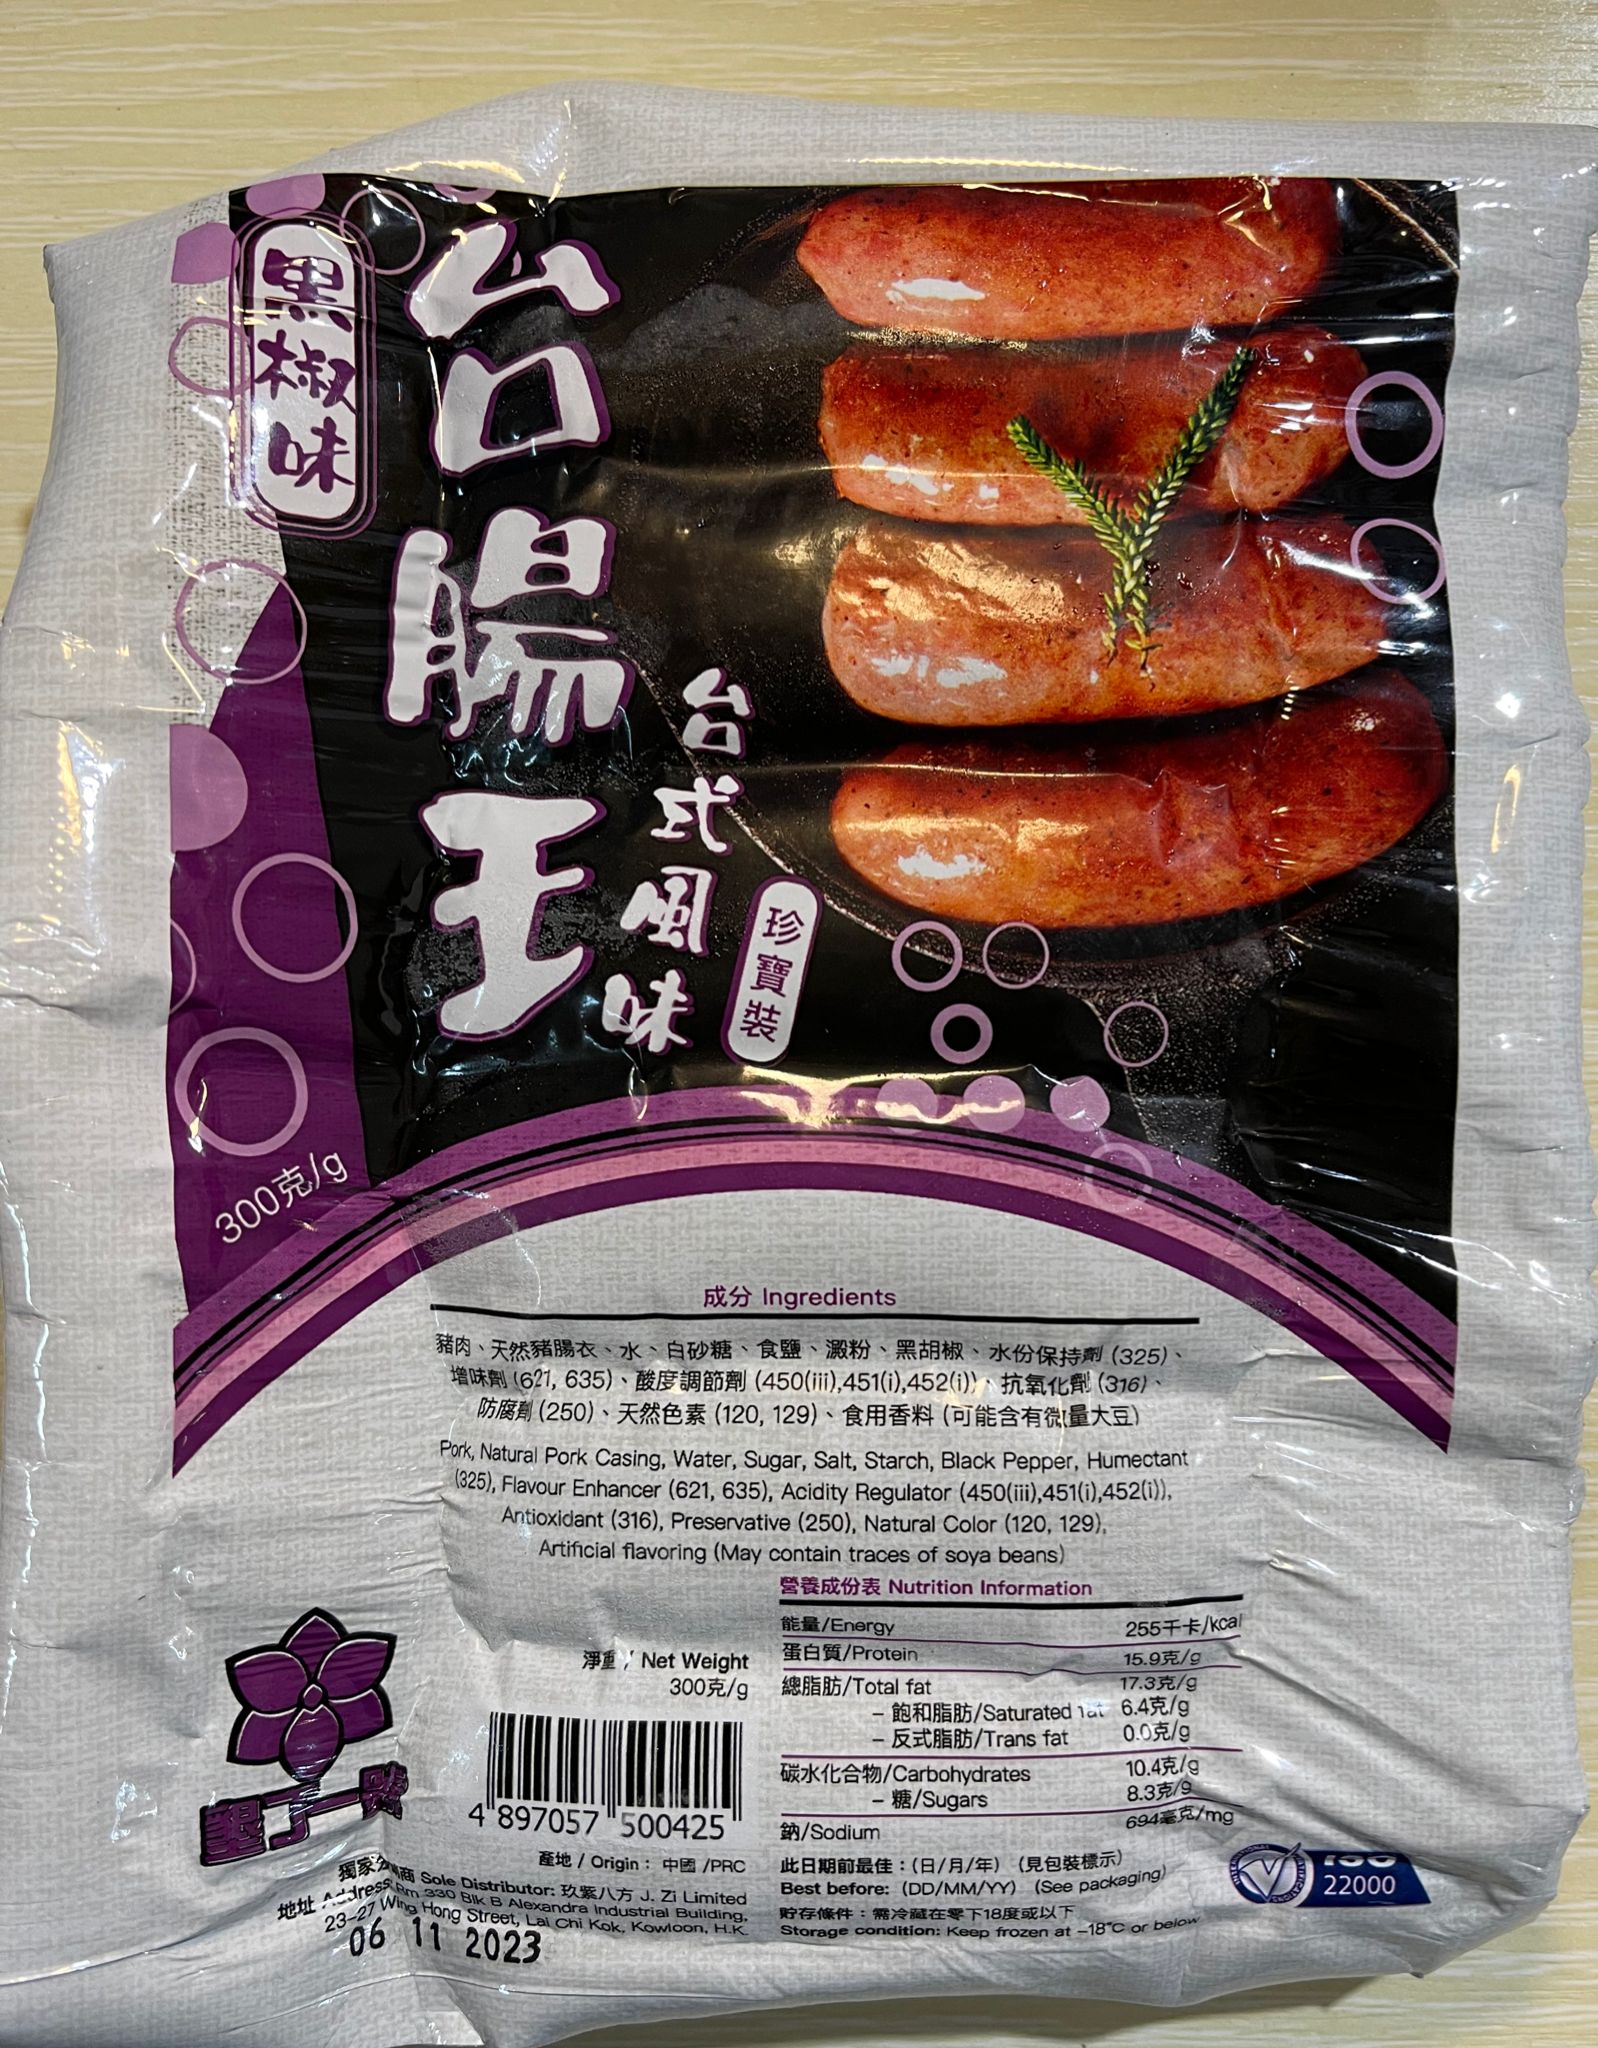 黑椒味
台腸王
台式風味
珍寶裝
300克/g
成分 Ingredients
豬肉、天然豬腸衣、水、白砂糖、食鹽、澱粉、黑胡椒、水份保持劑 (325)、
增味劑 (621, 635)、酸度調節劑 (450(iii),451(i),452(i))、抗氧化劑 (316)、
防腐劑 (250)、天然色素 (120, 129)、食用香料 (可能含有微量大豆)
Pork, Natural Pork Casing, Water, Sugar, Salt, Starch, Black Pepper, Humectant
(325), Flavour Enhancer (621, 635), Acidity Regulator (450(iii),451(i),452(i)),
Antioxidant (316), Preservative (250), Natural Color (120, 129),
Artificial flavoring (May contain traces of soya beans)
營養成份表 Nutrition Information
能量/Energy 255千卡/kcal
蛋白質/Protein 15.9克/g
總脂肪/Total fat 17.3克/g
– 飽和脂肪/Saturated fat 6.4克/g
– 反式脂肪/Trans fat 0.0克/g
碳水化合物/Carbohydrates 10.4克/g
– 糖/Sugars 8.3克/g
鈉/Sodium 694毫克/mg
淨重 / Net Weight
300克/g
4 897057 500425
產地 / Origin： 中國 /PRC
獨家 商 Sole Distributor: 玖紫八方 J. Zi Limited
地址 Address: Rm 330 Blk B Alexandra Industrial Building,
23-27 Wing Hong Street, Lai Chi Kok, Kowloon, H.K.
06 11 2023
此日期前最佳：(日/月/年) (見包裝標示)
Best before: (DD/MM/YY) (See packaging)
貯存條件：需冷藏在零下18度或以下
Storage condition: Keep frozen at –18°C or below
墾丁一號
ISO
22000